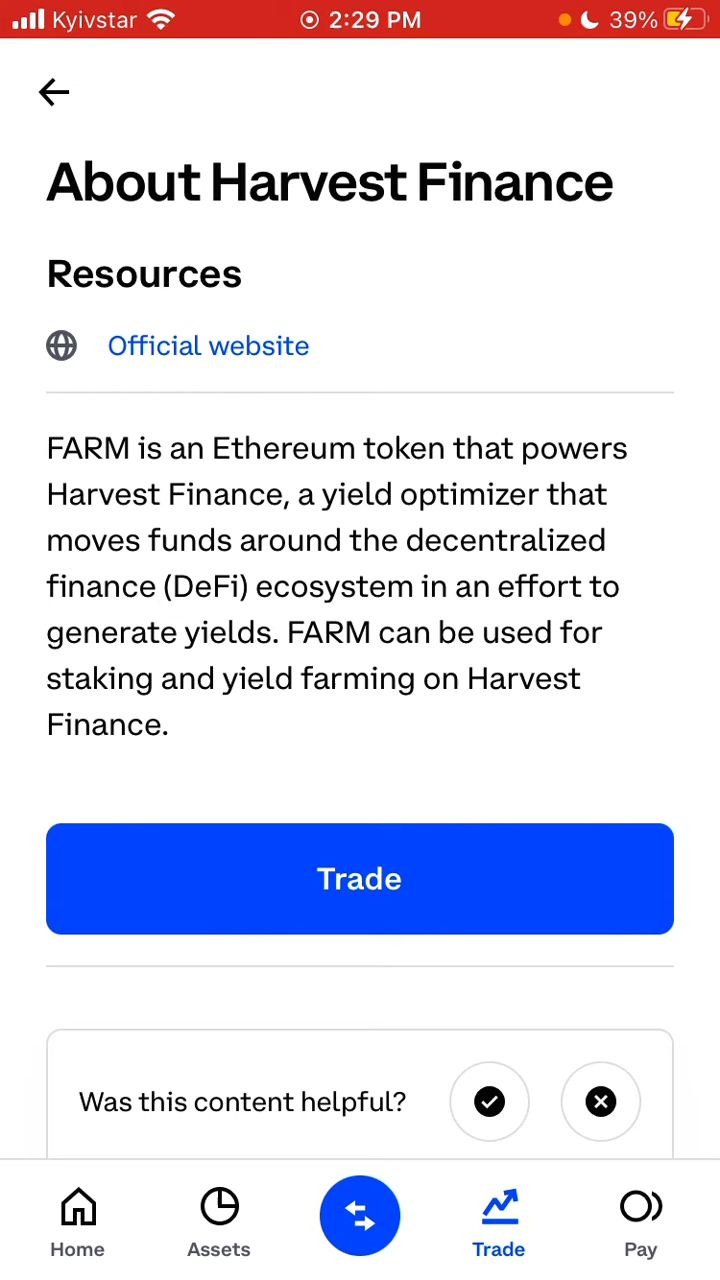 Kyivstar 2:29 PM 39%
About Harvest Finance
Resources
Official website
FARM is an Ethereum token that powers
Harvest Finance, a yield optimizer that
moves funds around the decentralized
finance (DeFi) ecosystem in an effort to
generate yields. FARM can be used for
staking and yield farming on Harvest
Finance.
Trade
Was this content helpful?
Home Assets Trade Pay